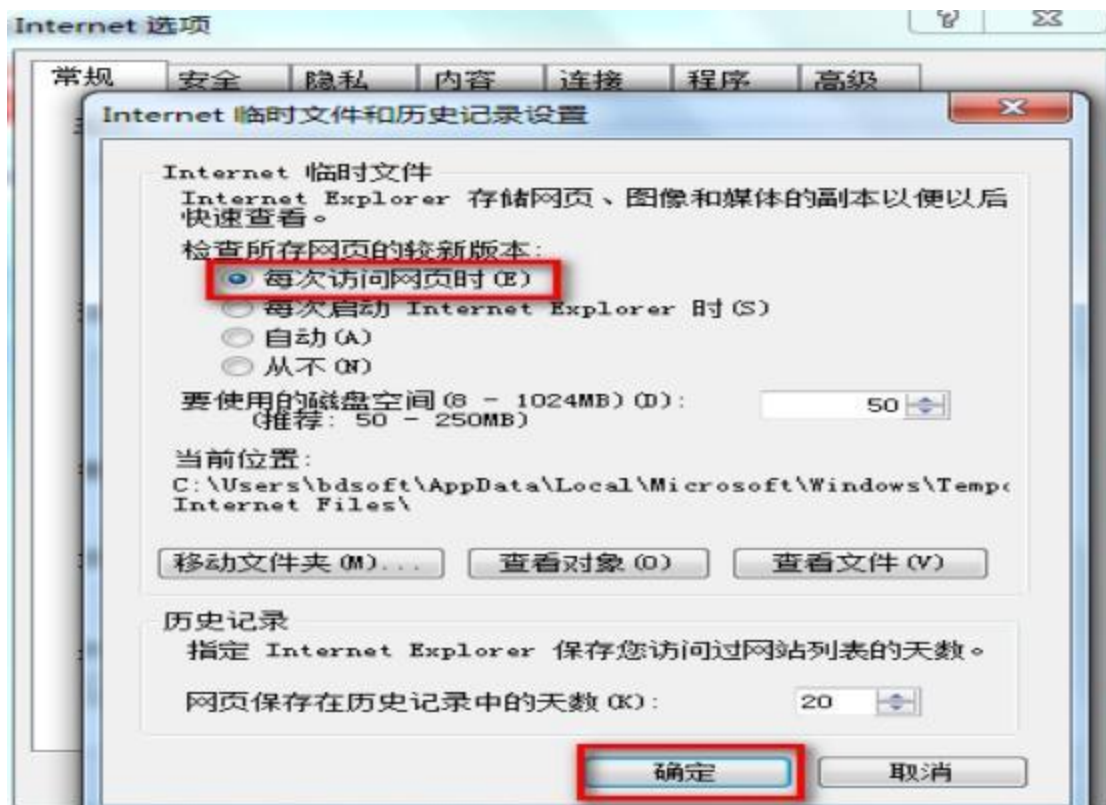 Internet 选项
常规 安全 隐私 内容 连接 程序 高级
Internet 临时文件和历史记录设置
Internet 临时文件
Internet Explorer 存储网页、图像和媒体的副本以便以后
快速查看。
检查所存网页的较新版本:
每次访问网页时(E)
每次启动 Internet Explorer 时(S)
自动(A)
从不(N)
要使用的磁盘空间(8 - 1024MB)(D): 50
(推荐: 50 - 250MB)
当前位置:
C:\Users\bdsoft\AppData\Local\Microsoft\Windows\Tempo
Internet Files\
移动文件夹(M)... 查看对象(O) 查看文件(V)
历史记录
指定 Internet Explorer 保存您访问过网站列表的天数。
网页保存在历史记录中的天数(K): 20
确定 取消